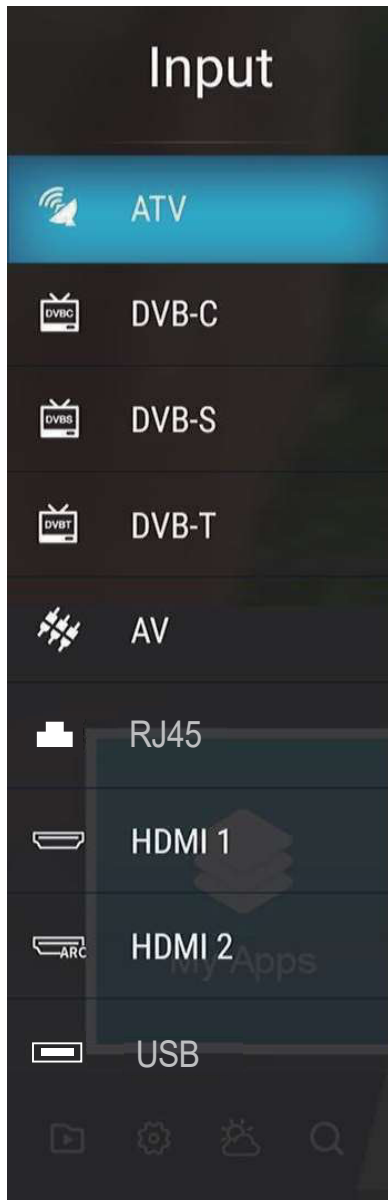 Input
ATV
DVBC
DVB-C
DVBS
DVB-S
DVBT
DVB-T
AV
RJ45
HDMI 1
ARC
HDMI 2
My Apps
USB